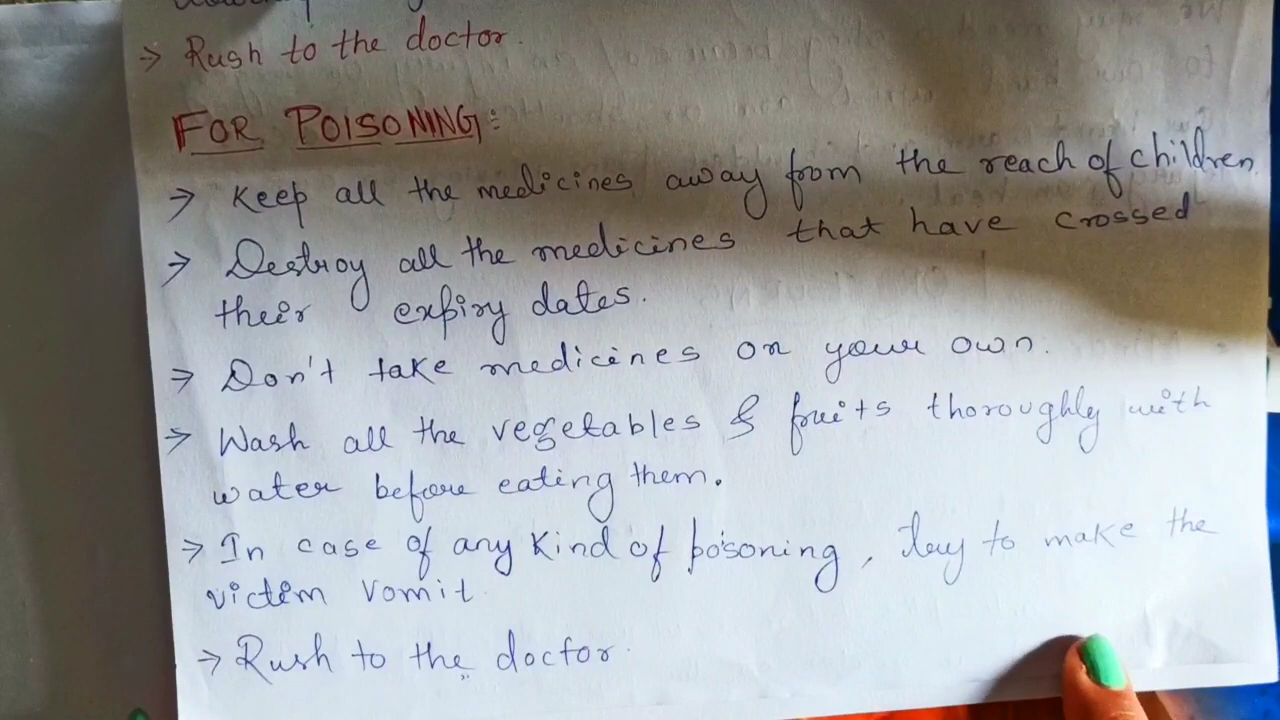 → Rush to the doctor.
FOR POISONING:
→ Keep all the medicines away from the reach of children.
→ Destroy all the medicines that have crossed
their expiry dates.
→ Don't take medicines on your own.
→ Wash all the vegetables & fruits thoroughly with
water before eating them.
→ In case of any kind of poisoning, try to make the
victim vomit.
→ Rush to the doctor.